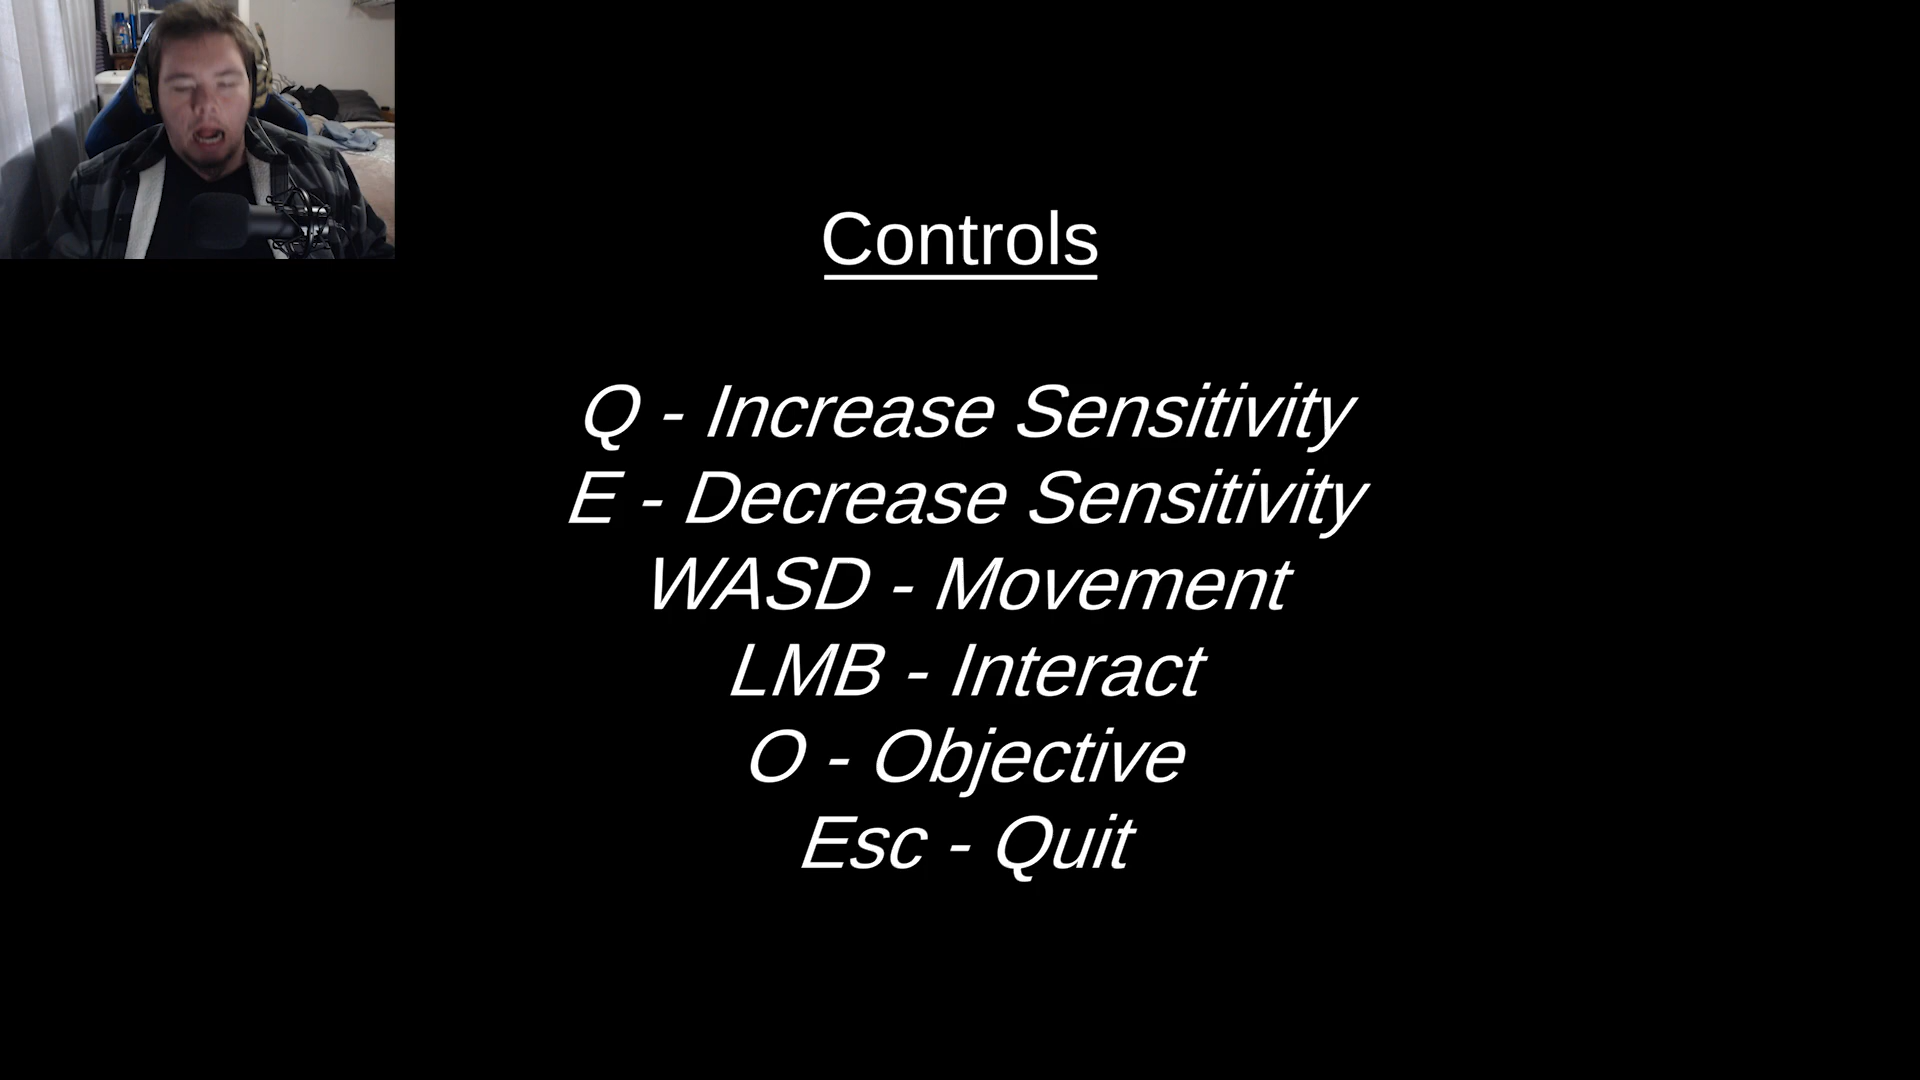 Controls
Q - Increase Sensitivity
E - Decrease Sensitivity
WASD - Movement
LMB - Interact
O - Objective
Esc - Quit